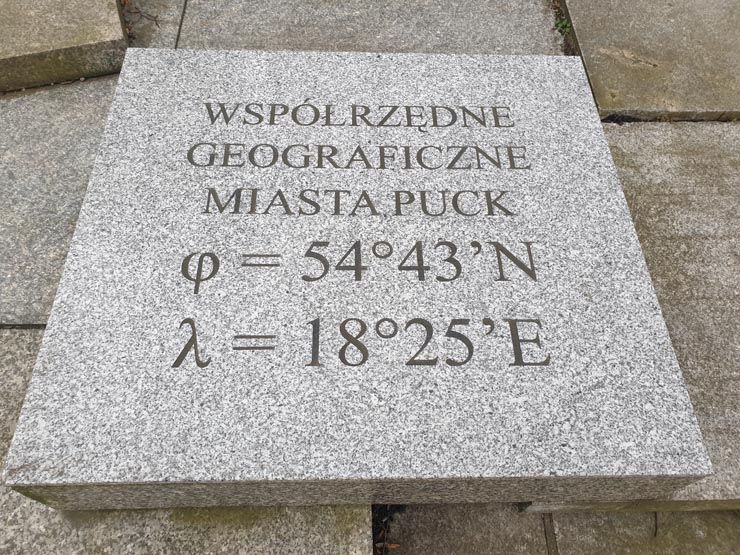 WSPÓŁRZĘDNE
GEOGRAFICZNE
MIASTA PUCK
φ = 54°43’N
λ = 18°25’E